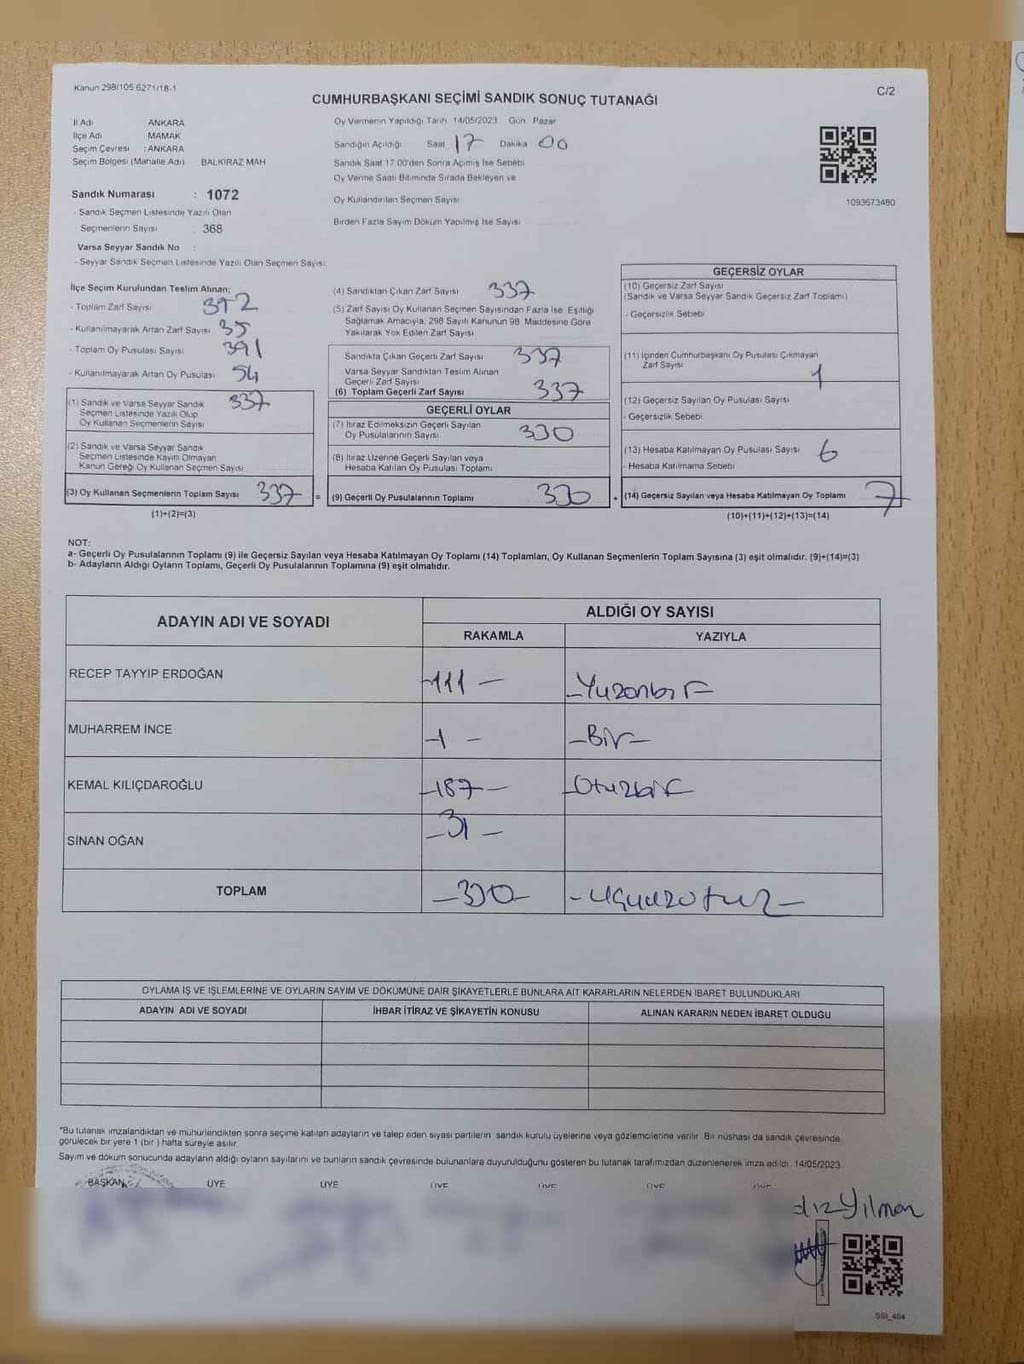 Kanun 298/105 6271/18-1
CUMHURBAŞKANI SEÇİMİ SANDIK SONUÇ TUTANAĞI
C/2
İl Adı ANKARA
İlçe Adı MAMAK
Seçim Çevresi : ANKARA
Seçim Bölgesi (Mahalle Adı) BALKIRAZ MAH
Sandık Numarası : 1072
- Sandık Seçmen Listesinde Yazılı Olan
Seçmenlerin Sayısı 368
Varsa Seyyar Sandık No :
- Seyyar Sandık Seçmen Listesinde Yazılı Olan Seçmen Sayısı
Oy Vermenin Yapıldığı Tarih 14/05/2023 Gün Pazar
Sandığın Açıldığı Saat 17 Dakika 00
Sandık Saat 17.00'den Sonra Açılmış İse Sebebi
Oy Verme Saati Bitiminde Sırada Bekleyen ve
Oy Kullandırılan Seçmen Sayısı
Birden Fazla Sayım Döküm Yapılmış İse Sayısı
1093673480
İlçe Seçim Kurulundan Teslim Alınan;
- Toplam Zarf Sayısı 392
- Kullanılmayarak Artan Zarf Sayısı 35
- Toplam Oy Pusulası Sayısı 391
- Kullanılmayarak Artan Oy Pusulası 54
(1) Sandık ve Varsa Seyyar Sandık 337
Seçmen Listesinde Yazılı Olup
Oy Kullanan Seçmenlerin Sayısı
(2) Sandık ve Varsa Seyyar Sandık
Seçmen Listesinde Kayıtlı Olmayan
Kanun Gereği Oy Kullanan Seçmen Sayısı
(3) Oy Kullanan Seçmenlerin Toplam Sayısı 337 =
(1)+(2)=(3)
(4) Sandıktan Çıkan Zarf Sayısı 337
(5) Zarf Sayısı Oy Kullanan Seçmen Sayısından Fazla İse, Eşitliği
Sağlamak Amacıyla, 298 Sayılı Kanunun 98. Maddesine Göre
Yakılarak Yok Edilen Zarf Sayısı
Sandıkta Çıkan Geçerli Zarf Sayısı 337
Varsa Seyyar Sandıktan Teslim Alınan
Geçerli Zarf Sayısı
(6) Toplam Geçerli Zarf Sayısı 337
GEÇERLİ OYLAR
(7) İtiraz Edilmeksizin Geçerli Sayılan
Oy Pusulalarının Sayısı 330
(8) İtiraz Üzerine Geçerli Sayılan veya
Hesaba Katılan Oy Pusulası Toplamı
(9) Geçerli Oy Pusulalarının Toplamı 330 +
GEÇERSİZ OYLAR
(10) Geçersiz Zarf Sayısı
(Sandık ve Varsa Seyyar Sandık Geçersiz Zarf Toplamı)
- Geçersizlik Sebebi
(11) İçinden Cumhurbaşkanı Oy Pusulası Çıkmayan
Zarf Sayısı 1
(12) Geçersiz Sayılan Oy Pusulası Sayısı
- Geçersizlik Sebebi
(13) Hesaba Katılmayan Oy Pusulası Sayısı 6
- Hesaba Katılmama Sebebi
(14) Geçersiz Sayılan veya Hesaba Katılmayan Oy Toplamı 7
(10)+(11)+(12)+(13)=(14)
NOT:
a- Geçerli Oy Pusulalarının Toplamı (9) ile Geçersiz Sayılan veya Hesaba Katılmayan Oy Toplamı (14) Toplamları, Oy Kullanan Seçmenlerin Toplam Sayısına (3) eşit olmalıdır. (9)+(14)=(3)
b- Adayların Aldığı Oyların Toplamı, Geçerli Oy Pusulalarının Toplamına (9) eşit olmalıdır.
ADAYIN ADI VE SOYADI
ALDIĞI OY SAYISI
RAKAMLA YAZIYLA
RECEP TAYYİP ERDOĞAN -111- -Yüzonbir
MUHARREM İNCE -1- -Bir-
KEMAL KILIÇDAROĞLU -187- -Otuzbir
SİNAN OĞAN -31-
TOPLAM -330- -üçyüzotuz-
OYLAMA İŞ VE İŞLEMLERİNE VE OYLARIN SAYIM VE DÖKÜMÜNE DAİR ŞİKAYETLERLE BUNLARA AİT KARARLARIN NELERDEN İBARET BULUNDUKLARI
ADAYIN ADI VE SOYADI İHBAR İTİRAZ VE ŞİKAYETİN KONUSU ALINAN KARARIN NEDEN İBARET OLDUĞU
*Bu tutanak imzalandıktan ve mühürlendikten sonra seçime katılan adayların ve talep eden siyasi partilerin sandık kurulu üyelerine veya gözlemcilerine verilir. Bir nüshası da sandık çevresinde
görülecek bir yere 1 (bir) hafta süreyle asılır.
Sayım ve döküm sonucunda adayların aldığı oyların sayılarını ve bunların sandık çevresinde bulunanlara duyurulduğunu gösteren bu tutanak tarafımızdan düzenlenerek imza edildi. 14/05/2023
BAŞKAN ÜYE ÜYE ÜYE ÜYE ÜYE ÜYE
dız Yılmaz
SSI_404